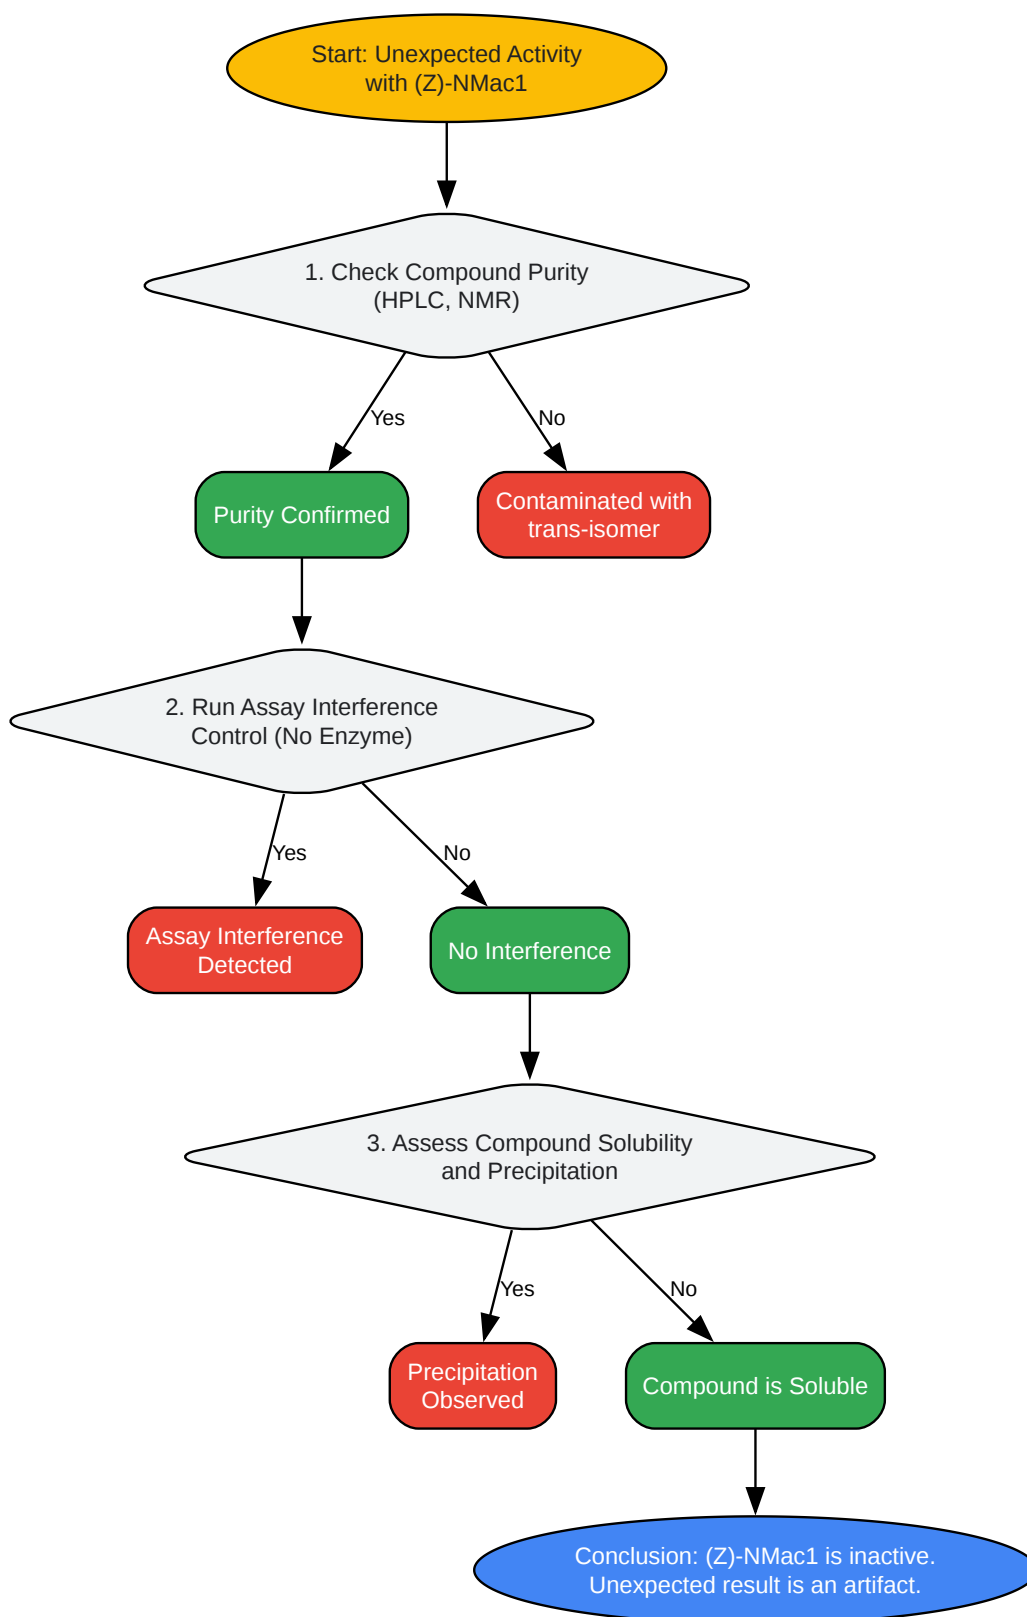 Start: Unexpected Activity
with (Z)-NMac1
1. Check Compound Purity
(HPLC, NMR)
Yes
No
Purity Confirmed
Contaminated with
trans-isomer
2. Run Assay Interference
Control (No Enzyme)
Yes
No
Assay Interference
Detected
No Interference
3. Assess Compound Solubility
and Precipitation
Yes
No
Precipitation
Observed
Compound is Soluble
Conclusion: (Z)-NMac1 is inactive.
Unexpected result is an artifact.